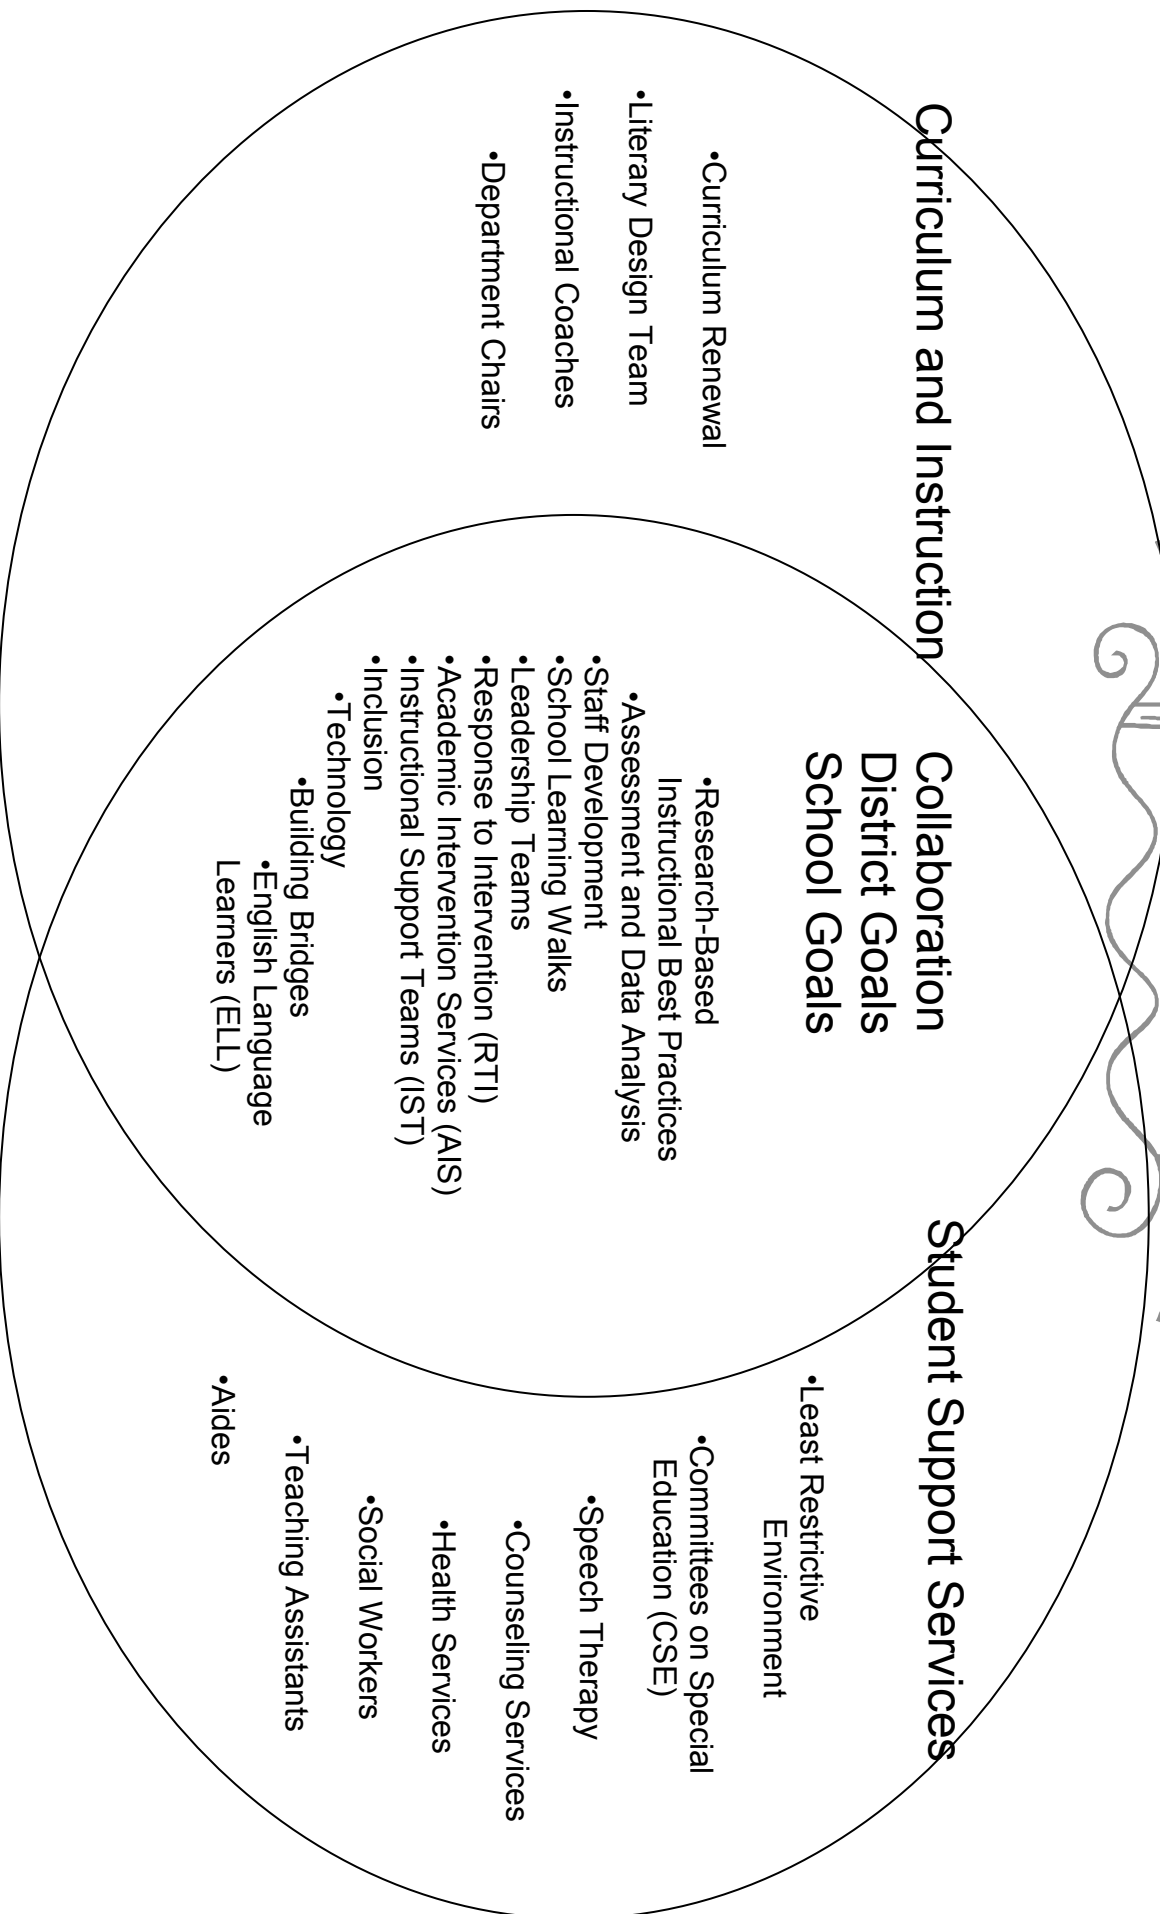 Curriculum and Instruction
•Curriculum Renewal
•Literary Design Team
•Instructional Coaches
•Department Chairs
Collaboration
District Goals
School Goals
•Research-Based
Instructional Best Practices
•Assessment and Data Analysis
•Staff Development
•School Learning Walks
•Leadership Teams
•Response to Intervention (RTI)
•Academic Intervention Services (AIS)
•Instructional Support Teams (IST)
•Inclusion
•Technology
•Building Bridges
•English Language
Learners (ELL)
Student Support Services
•Least Restrictive
Environment
•Committees on Special
Education (CSE)
•Speech Therapy
•Counseling Services
•Health Services
•Social Workers
•Teaching Assistants
•Aides